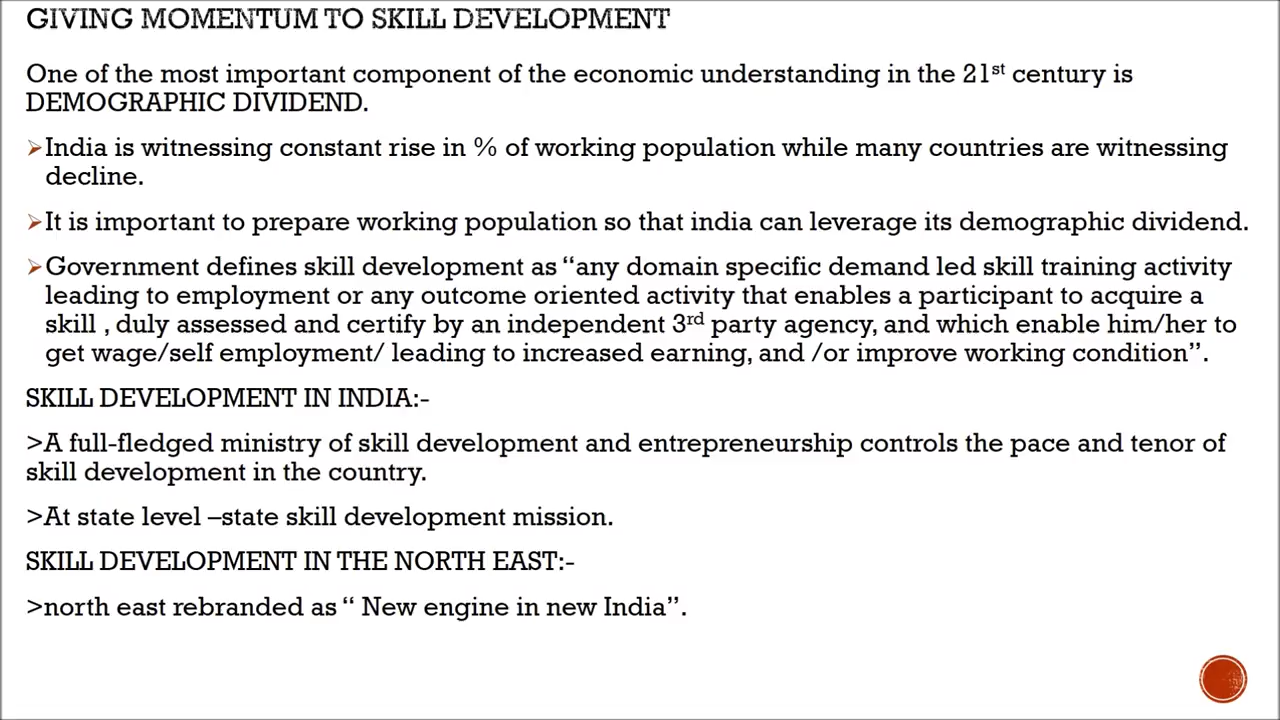 GIVING MOMENTUM TO SKILL DEVELOPMENT
One of the most important component of the economic understanding in the 21st century is
DEMOGRAPHIC DIVIDEND.
➢India is witnessing constant rise in % of working population while many countries are witnessing
decline.
➢It is important to prepare working population so that india can leverage its demographic dividend.
➢Government defines skill development as “any domain specific demand led skill training activity
leading to employment or any outcome oriented activity that enables a participant to acquire a
skill , duly assessed and certify by an independent 3rd party agency, and which enable him/her to
get wage/self employment/ leading to increased earning, and /or improve working condition”.
SKILL DEVELOPMENT IN INDIA:-
>A full-fledged ministry of skill development and entrepreneurship controls the pace and tenor of
skill development in the country.
>At state level –state skill development mission.
SKILL DEVELOPMENT IN THE NORTH EAST:-
>north east rebranded as “ New engine in new India”.